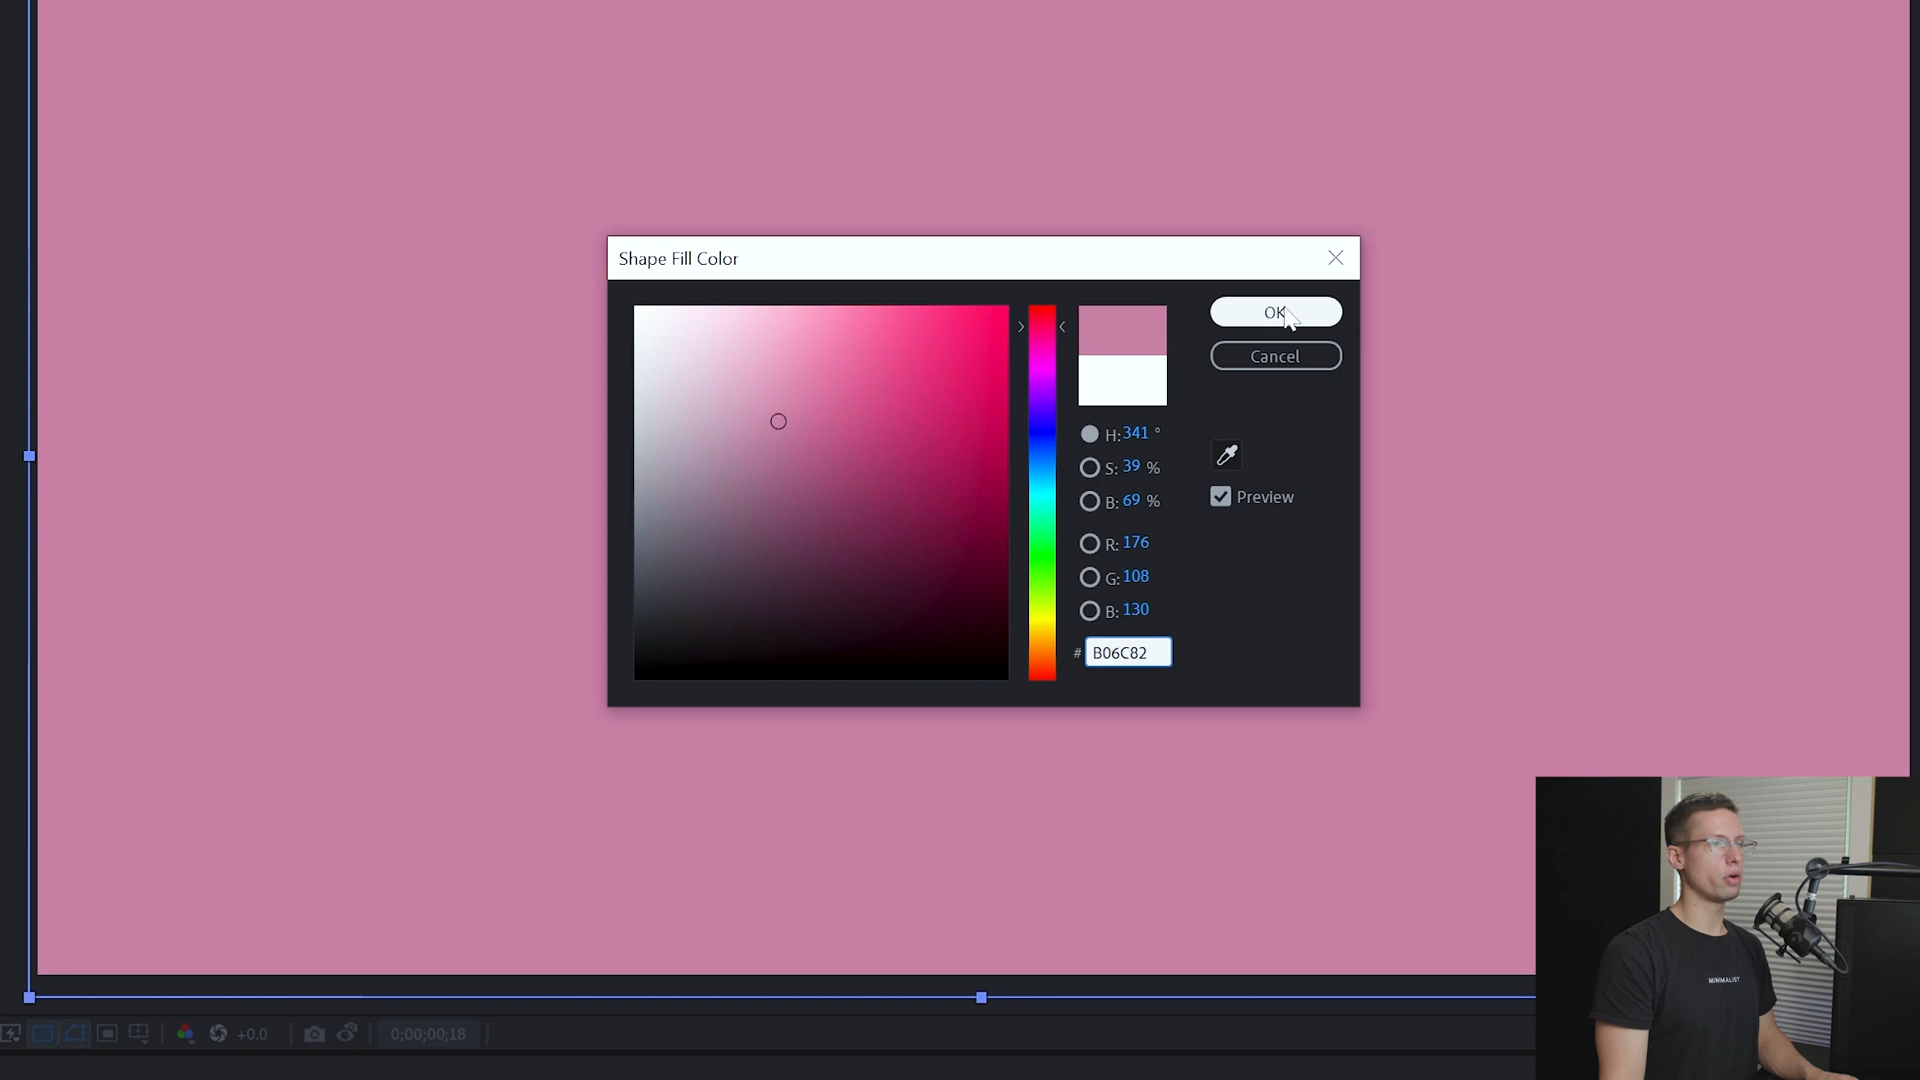 Shape Fill Color
OK
Cancel
H: 341 °
S: 39 %
B: 69 %
Preview
R: 176
G: 108
B: 130
# B06C82
MINIMALIST
+0.0
0;00;00;18